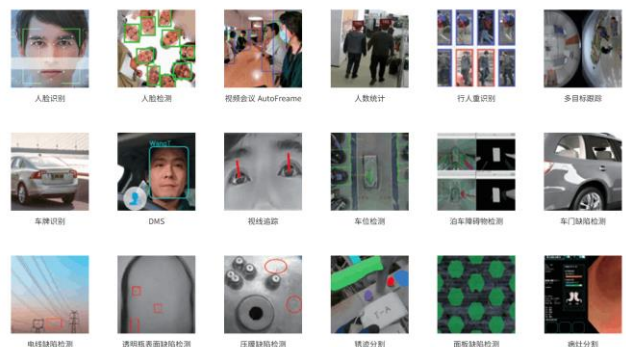 人脸识别
人脸检测
视频会议 AutoFreame
人数统计
行人重识别
多目标跟踪
Wang?
车牌识别
DMS
视线追踪
车位检测
泊车障碍物检测
车门缺陷检测
T-A
电线缺陷检测
透明瓶表面缺陷检测
压膜缺陷检测
锈迹分割
面板缺陷检测
病灶分割